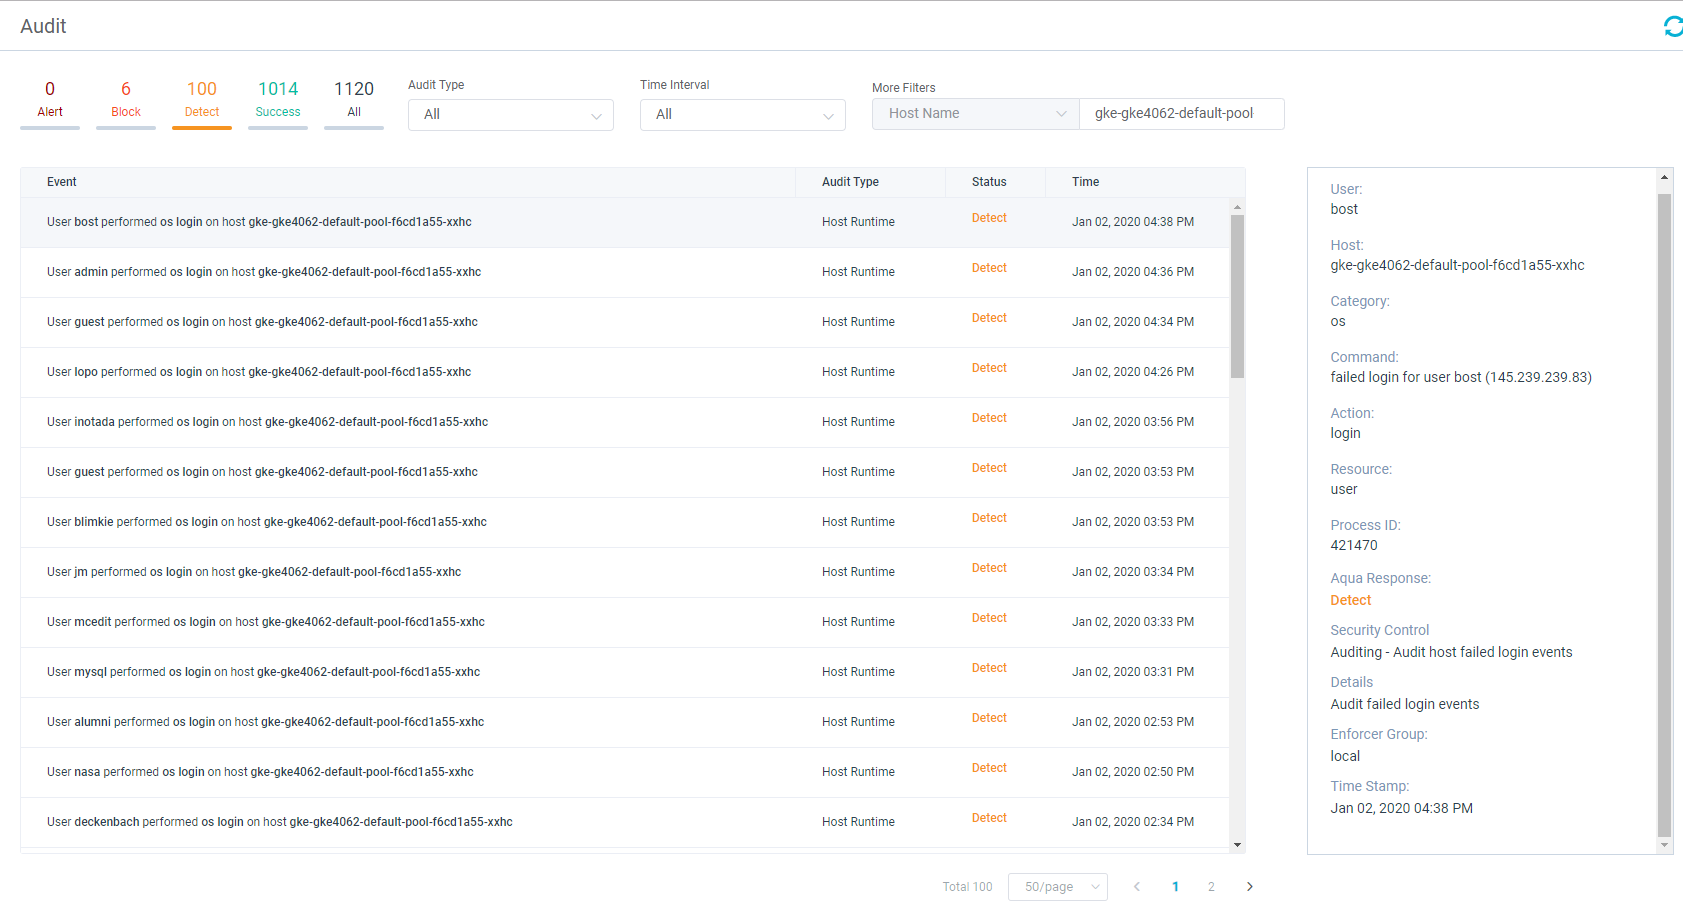 Audit
0 6 100 1014 1120
Alert Block Detect Success All
Audit Type
All
Time Interval
All
More Filters
Host Name gke-gke4062-default-pool
Event Audit Type Status Time
User bost performed os login on host gke-gke4062-default-pool-f6cd1a55-xxhc Host Runtime Detect Jan 02, 2020 04:38 PM
User admin performed os login on host gke-gke4062-default-pool-f6cd1a55-xxhc Host Runtime Detect Jan 02, 2020 04:36 PM
User guest performed os login on host gke-gke4062-default-pool-f6cd1a55-xxhc Host Runtime Detect Jan 02, 2020 04:34 PM
User lopo performed os login on host gke-gke4062-default-pool-f6cd1a55-xxhc Host Runtime Detect Jan 02, 2020 04:26 PM
User inotada performed os login on host gke-gke4062-default-pool-f6cd1a55-xxhc Host Runtime Detect Jan 02, 2020 03:56 PM
User guest performed os login on host gke-gke4062-default-pool-f6cd1a55-xxhc Host Runtime Detect Jan 02, 2020 03:53 PM
User blimkie performed os login on host gke-gke4062-default-pool-f6cd1a55-xxhc Host Runtime Detect Jan 02, 2020 03:53 PM
User jm performed os login on host gke-gke4062-default-pool-f6cd1a55-xxhc Host Runtime Detect Jan 02, 2020 03:34 PM
User mcedit performed os login on host gke-gke4062-default-pool-f6cd1a55-xxhc Host Runtime Detect Jan 02, 2020 03:33 PM
User mysql performed os login on host gke-gke4062-default-pool-f6cd1a55-xxhc Host Runtime Detect Jan 02, 2020 03:31 PM
User alumni performed os login on host gke-gke4062-default-pool-f6cd1a55-xxhc Host Runtime Detect Jan 02, 2020 02:53 PM
User nasa performed os login on host gke-gke4062-default-pool-f6cd1a55-xxhc Host Runtime Detect Jan 02, 2020 02:50 PM
User deckenbach performed os login on host gke-gke4062-default-pool-f6cd1a55-xxhc Host Runtime Detect Jan 02, 2020 02:34 PM
Total 100 50/page 1 2
User:
bost
Host:
gke-gke4062-default-pool-f6cd1a55-xxhc
Category:
os
Command:
failed login for user bost (145.239.239.83)
Action:
login
Resource:
user
Process ID:
421470
Aqua Response:
Detect
Security Control
Auditing - Audit host failed login events
Details
Audit failed login events
Enforcer Group:
local
Time Stamp:
Jan 02, 2020 04:38 PM